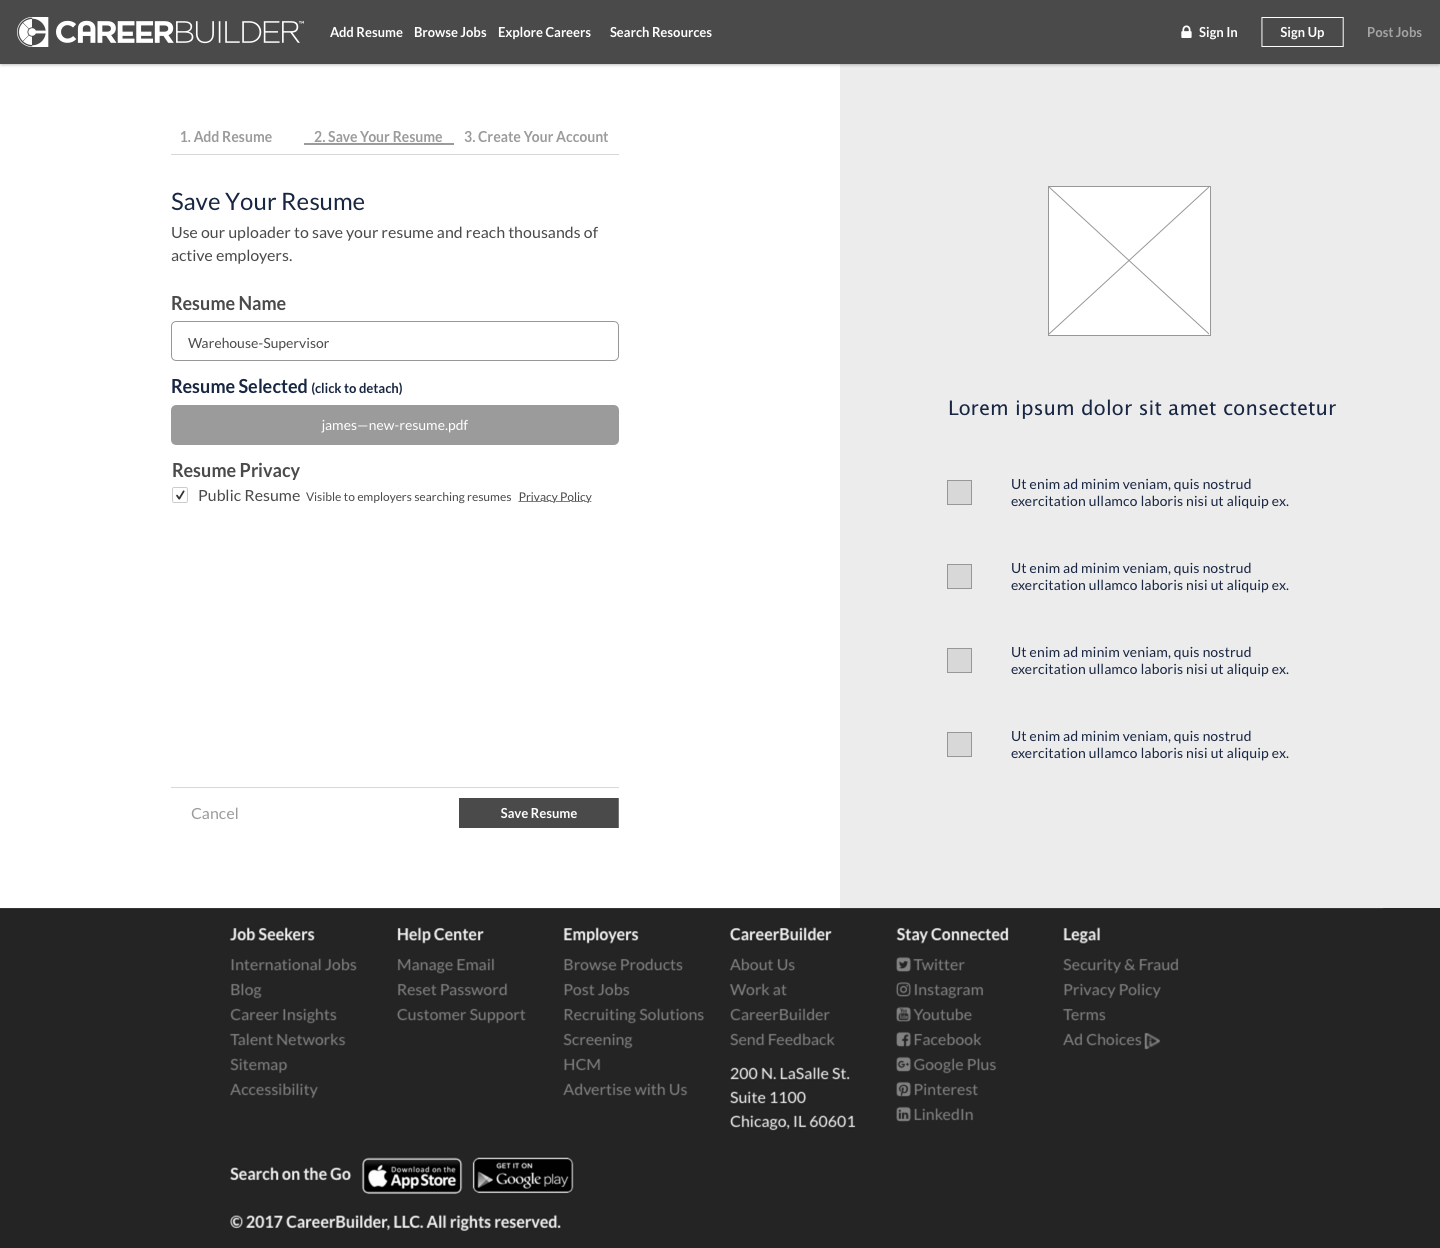 CAREERBUILDER™
Add Resume Browse Jobs Explore Careers Search Resources
Sign In Sign Up Post Jobs
1. Add Resume 2. Save Your Resume 3. Create Your Account
Save Your Resume
Use our uploader to save your resume and reach thousands of
active employers.
Resume Name
Warehouse-Supervisor
Resume Selected (click to detach)
james—new-resume.pdf
Resume Privacy
Public Resume Visible to employers searching resumes Privacy Policy
Cancel
Save Resume
Lorem ipsum dolor sit amet consectetur
Ut enim ad minim veniam, quis nostrud
exercitation ullamco laboris nisi ut aliquip ex.
Ut enim ad minim veniam, quis nostrud
exercitation ullamco laboris nisi ut aliquip ex.
Ut enim ad minim veniam, quis nostrud
exercitation ullamco laboris nisi ut aliquip ex.
Ut enim ad minim veniam, quis nostrud
exercitation ullamco laboris nisi ut aliquip ex.
Job Seekers
International Jobs
Blog
Career Insights
Talent Networks
Sitemap
Accessibility
Help Center
Manage Email
Reset Password
Customer Support
Employers
Browse Products
Post Jobs
Recruiting Solutions
Screening
HCM
Advertise with Us
CareerBuilder
About Us
Work at
CareerBuilder
Send Feedback
200 N. LaSalle St.
Suite 1100
Chicago, IL 60601
Stay Connected
Twitter
Instagram
Youtube
Facebook
Google Plus
Pinterest
LinkedIn
Legal
Security & Fraud
Privacy Policy
Terms
Ad Choices
Search on the Go
Download on the
App Store
GET IT ON
Google play
© 2017 CareerBuilder, LLC. All rights reserved.